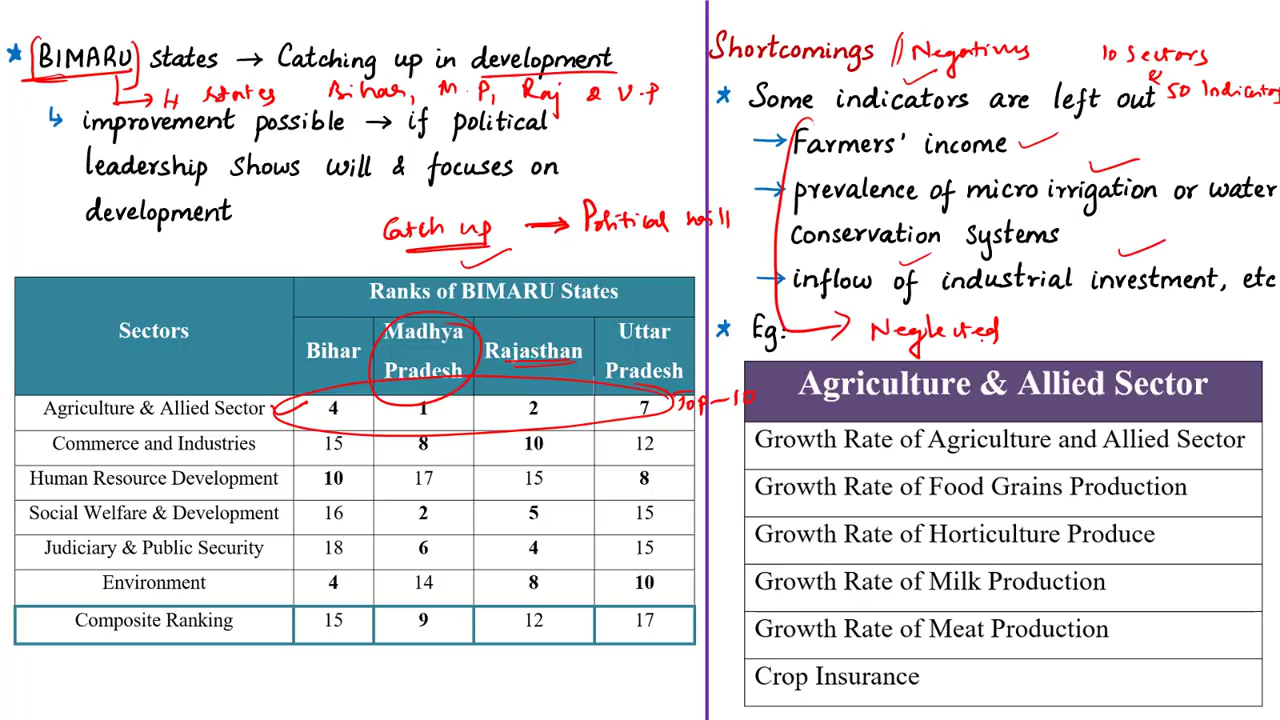 * BIMARU states → Catching up in development
→ 4 states Bihar, M.P, Raj & U.P
↳ improvement possible → if political
leadership shows will & focuses on
development
Catch up → Political will
Sectors
Ranks of BIMARU States
Bihar
Madhya
Pradesh
Rajasthan
Uttar
Pradesh
Agriculture & Allied Sector 4 1 2 7 Top-10
Commerce and Industries 15 8 10 12
Human Resource Development 10 17 15 8
Social Welfare & Development 16 2 5 15
Judiciary & Public Security 18 6 4 15
Environment 4 14 8 10
Composite Ranking 15 9 12 17
Shortcomings // Negatives
10 Sectors
&
50 Indicators
* Some indicators are left out
→ Farmers' income
→ prevalence of micro irrigation or water
Conservation Systems
→ inflow of industrial investment, etc
* Eg: → Neglected
Agriculture & Allied Sector
Growth Rate of Agriculture and Allied Sector
Growth Rate of Food Grains Production
Growth Rate of Horticulture Produce
Growth Rate of Milk Production
Growth Rate of Meat Production
Crop Insurance